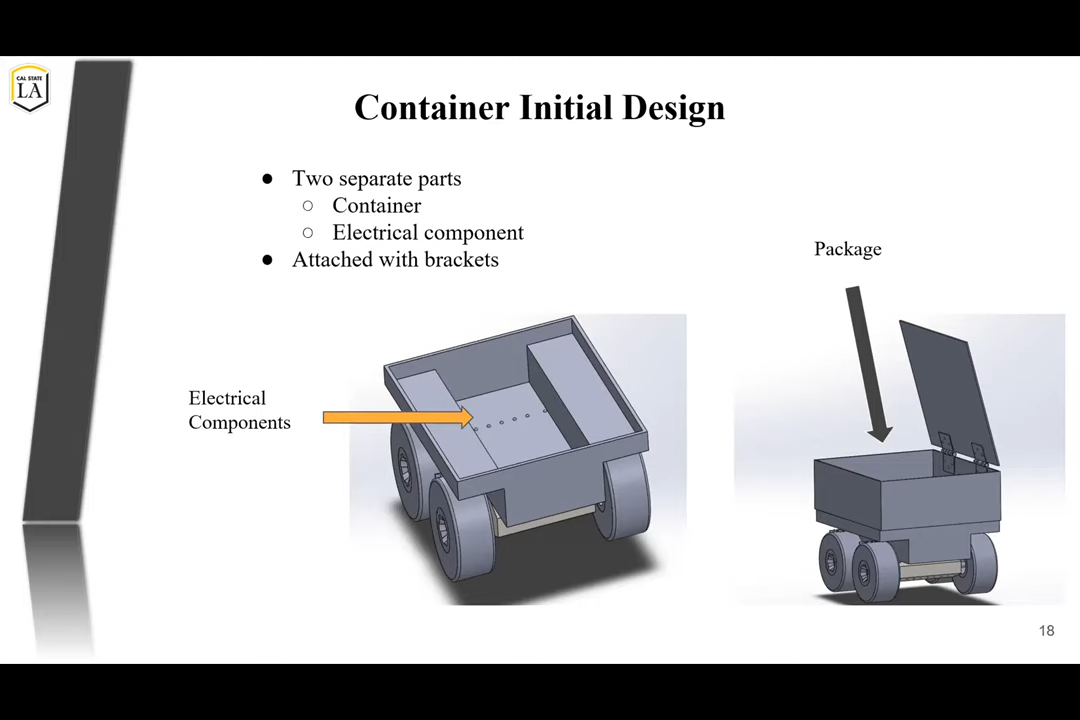 CAL STATE
LA
Container Initial Design
● Two separate parts
○ Container
○ Electrical component
● Attached with brackets
Package
Electrical
Components
18